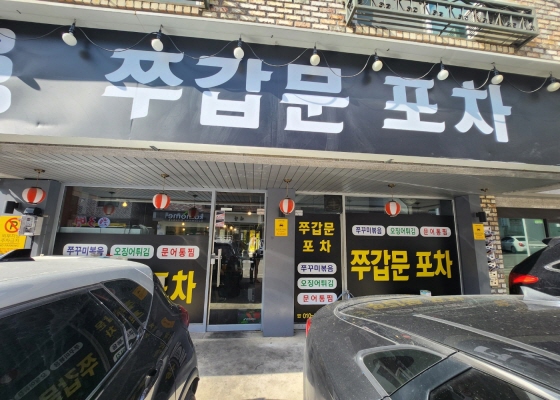 쭈갑문 포차
쭈꾸미볶음 오징어튀김 문어통찜
포차
쭈갑문
포 차
쭈꾸미볶음
오징어튀김
문어통찜
쭈꾸미볶음 오징어튀김 문어통찜
쭈갑문 포차